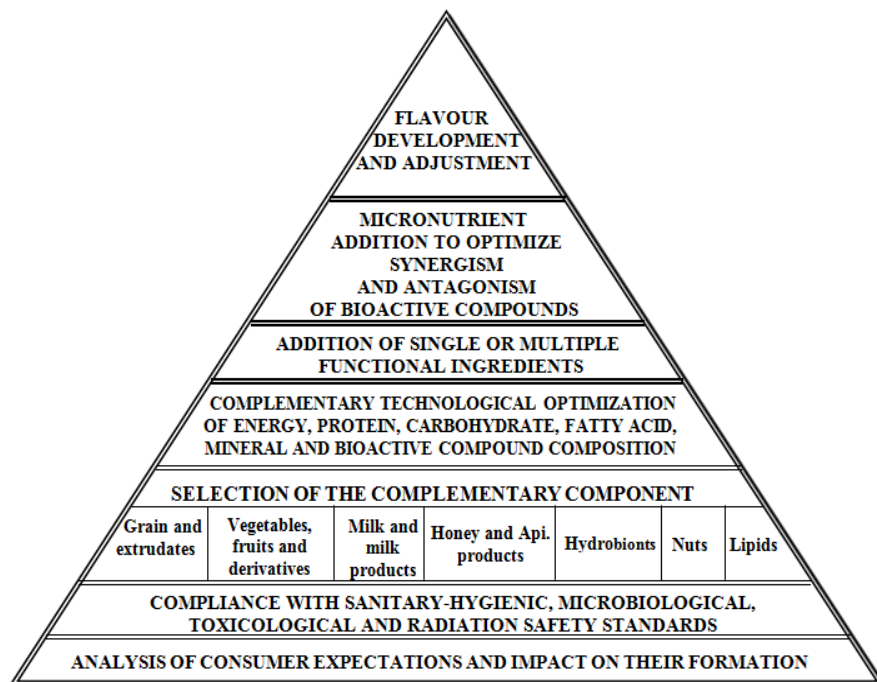 FLAVOUR
DEVELOPMENT
AND ADJUSTMENT
MICRONUTRIENT
ADDITION TO OPTIMIZE
SYNERGISM
AND ANTAGONISM
OF BIOACTIVE COMPOUNDS
ADDITION OF SINGLE OR MULTIPLE
FUNCTIONAL INGREDIENTS
COMPLEMENTARY TECHNOLOGICAL OPTIMIZATION
OF ENERGY, PROTEIN, CARBOHYDRATE, FATTY ACID,
MINERAL AND BIOACTIVE COMPOUND COMPOSITION
SELECTION OF THE COMPLEMENTARY COMPONENT
Grain and
extrudates
Vegetables,
fruits and
derivatives
Milk and
milk
products
Honey and Api.
products
Hydrobionts
Nuts
Lipids
COMPLIANCE WITH SANITARY-HYGIENIC, MICROBIOLOGICAL,
TOXICOLOGICAL AND RADIATION SAFETY STANDARDS
ANALYSIS OF CONSUMER EXPECTATIONS AND IMPACT ON THEIR FORMATION